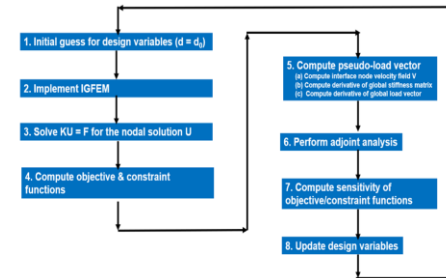 1. Initial guess for design variables (d = d₀)
2. Implement IGFEM
3. Solve KU = F for the nodal solution U
4. Compute objective & constraint
functions
5. Compute pseudo-load vector
(a) Compute interface node velocity field V
(b) Compute derivative of global stiffness matrix
(c) Compute derivative of global load vector
6. Perform adjoint analysis
7. Compute sensitivity of
objective/constraint functions
8. Update design variables